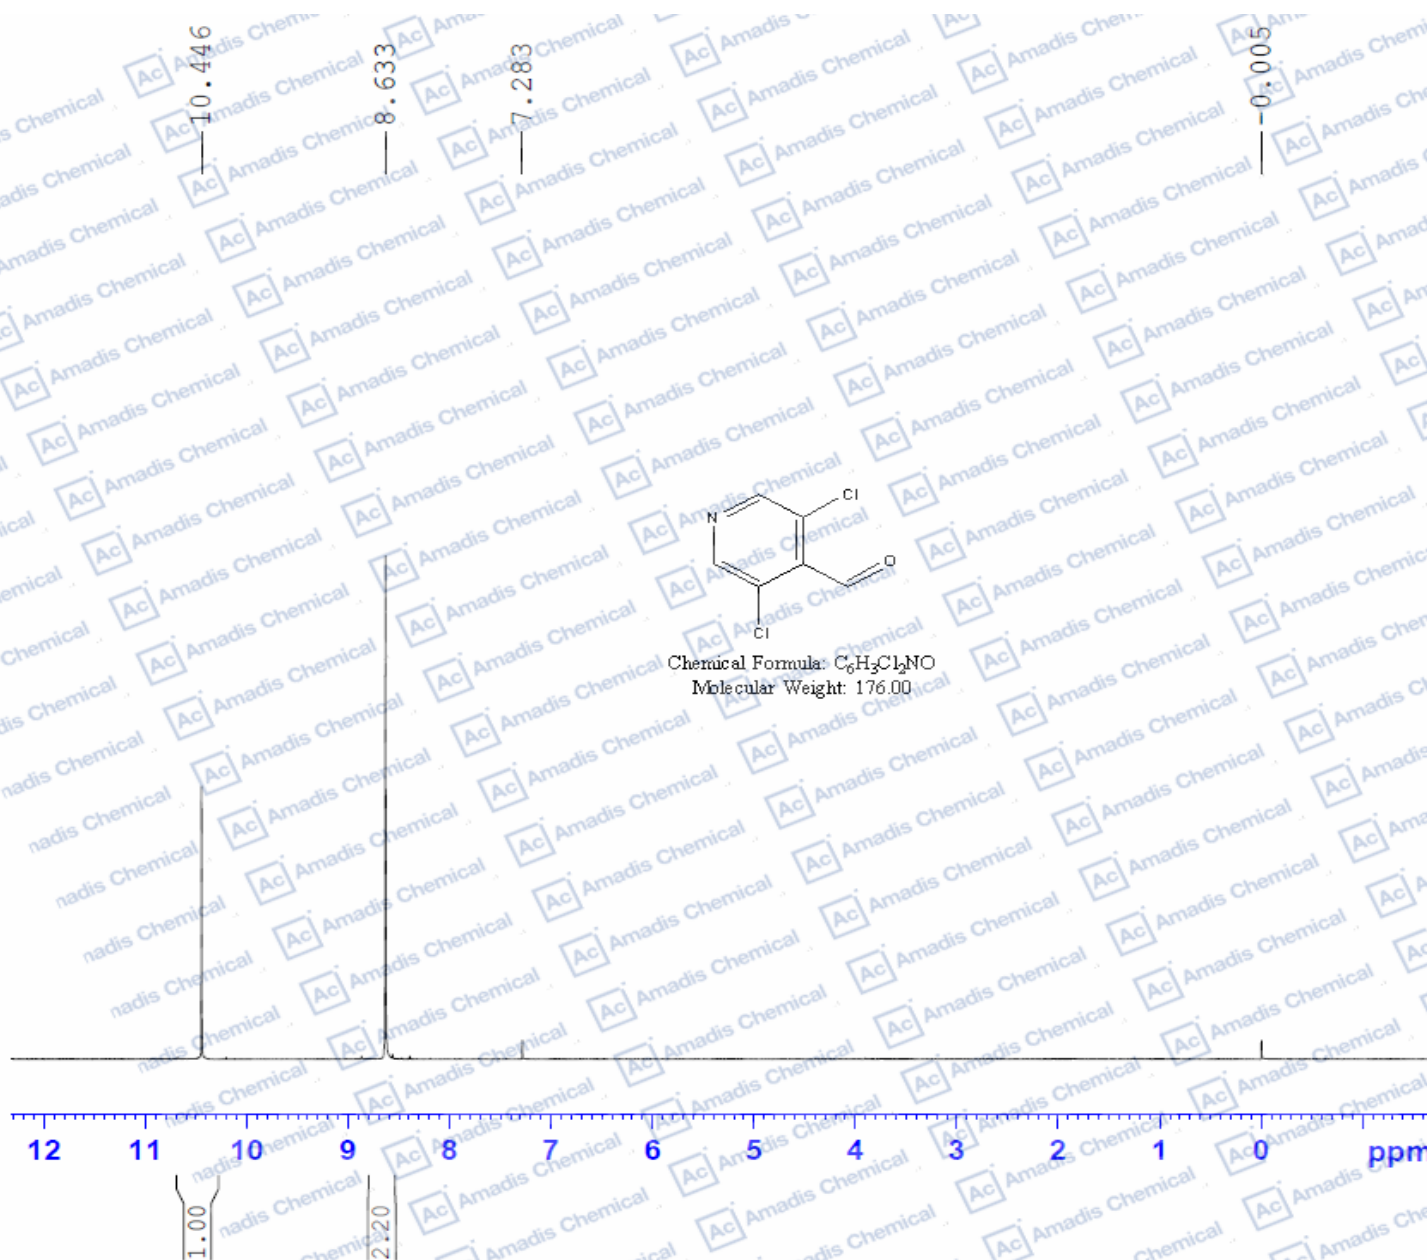 10.446
8.633
7.283
-0.005
Cl
N
O
Cl
Chemical Formula: C6H3Cl2NO
Molecular Weight: 176.00
12 11 10 9 8 7 6 5 4 3 2 1 0 ppm
1.00
2.20
Ac Amadis Chemical